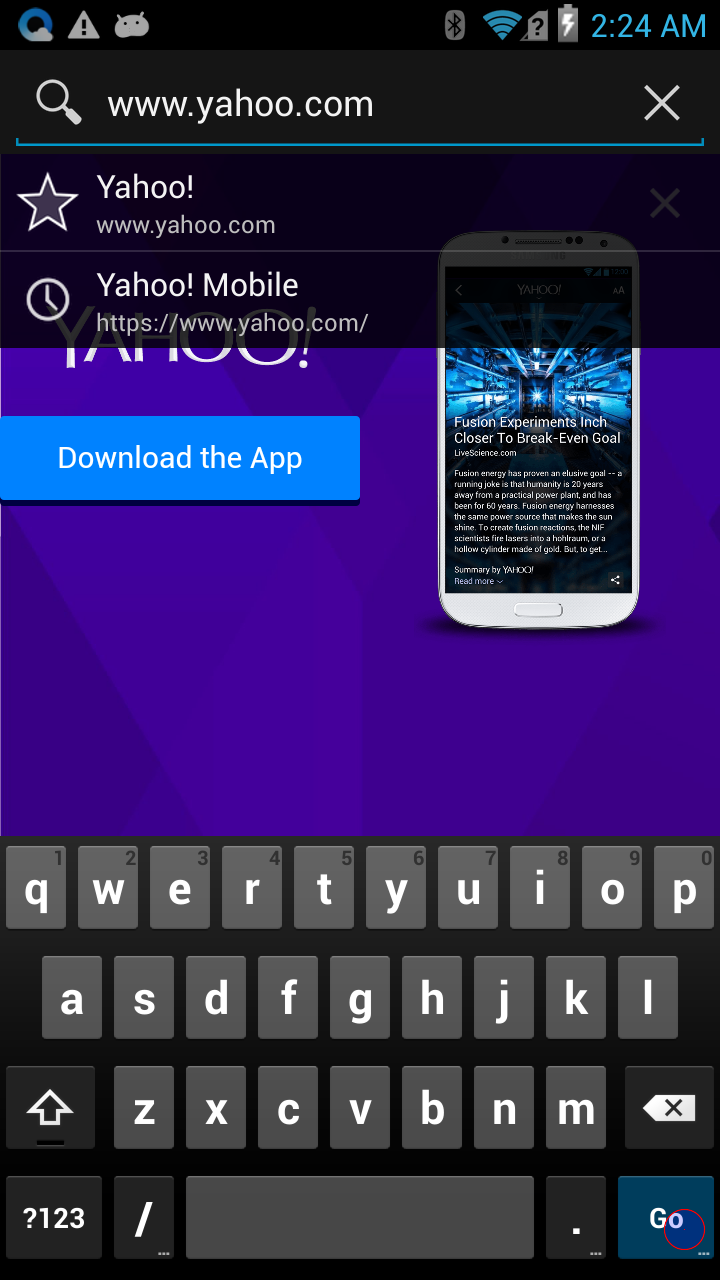 2:24 AM
www.yahoo.com
Yahoo!
www.yahoo.com
Yahoo! Mobile
https://www.yahoo.com/
YAHOO!
Download the App
YAHOO!
AA
Fusion Experiments Inch
Closer To Break-Even Goal
LiveScience.com
Fusion energy has proven an elusive goal -- a
running joke is that humanity is 20 years
away from a practical power plant, and has
been for 60 years. Fusion energy harnesses
the same power source that makes the sun
shine. To create fusion reactions, the NIF
scientists fire lasers into a hohlraum, or a
hollow cylinder made of gold. But, to get...
Summary by YAHOO!
Read more
1 2 3 4 5 6 7 8 9 0
q w e r t y u i o p
a s d f g h j k l
z x c v b n m
?123 / ... . ... Go ...